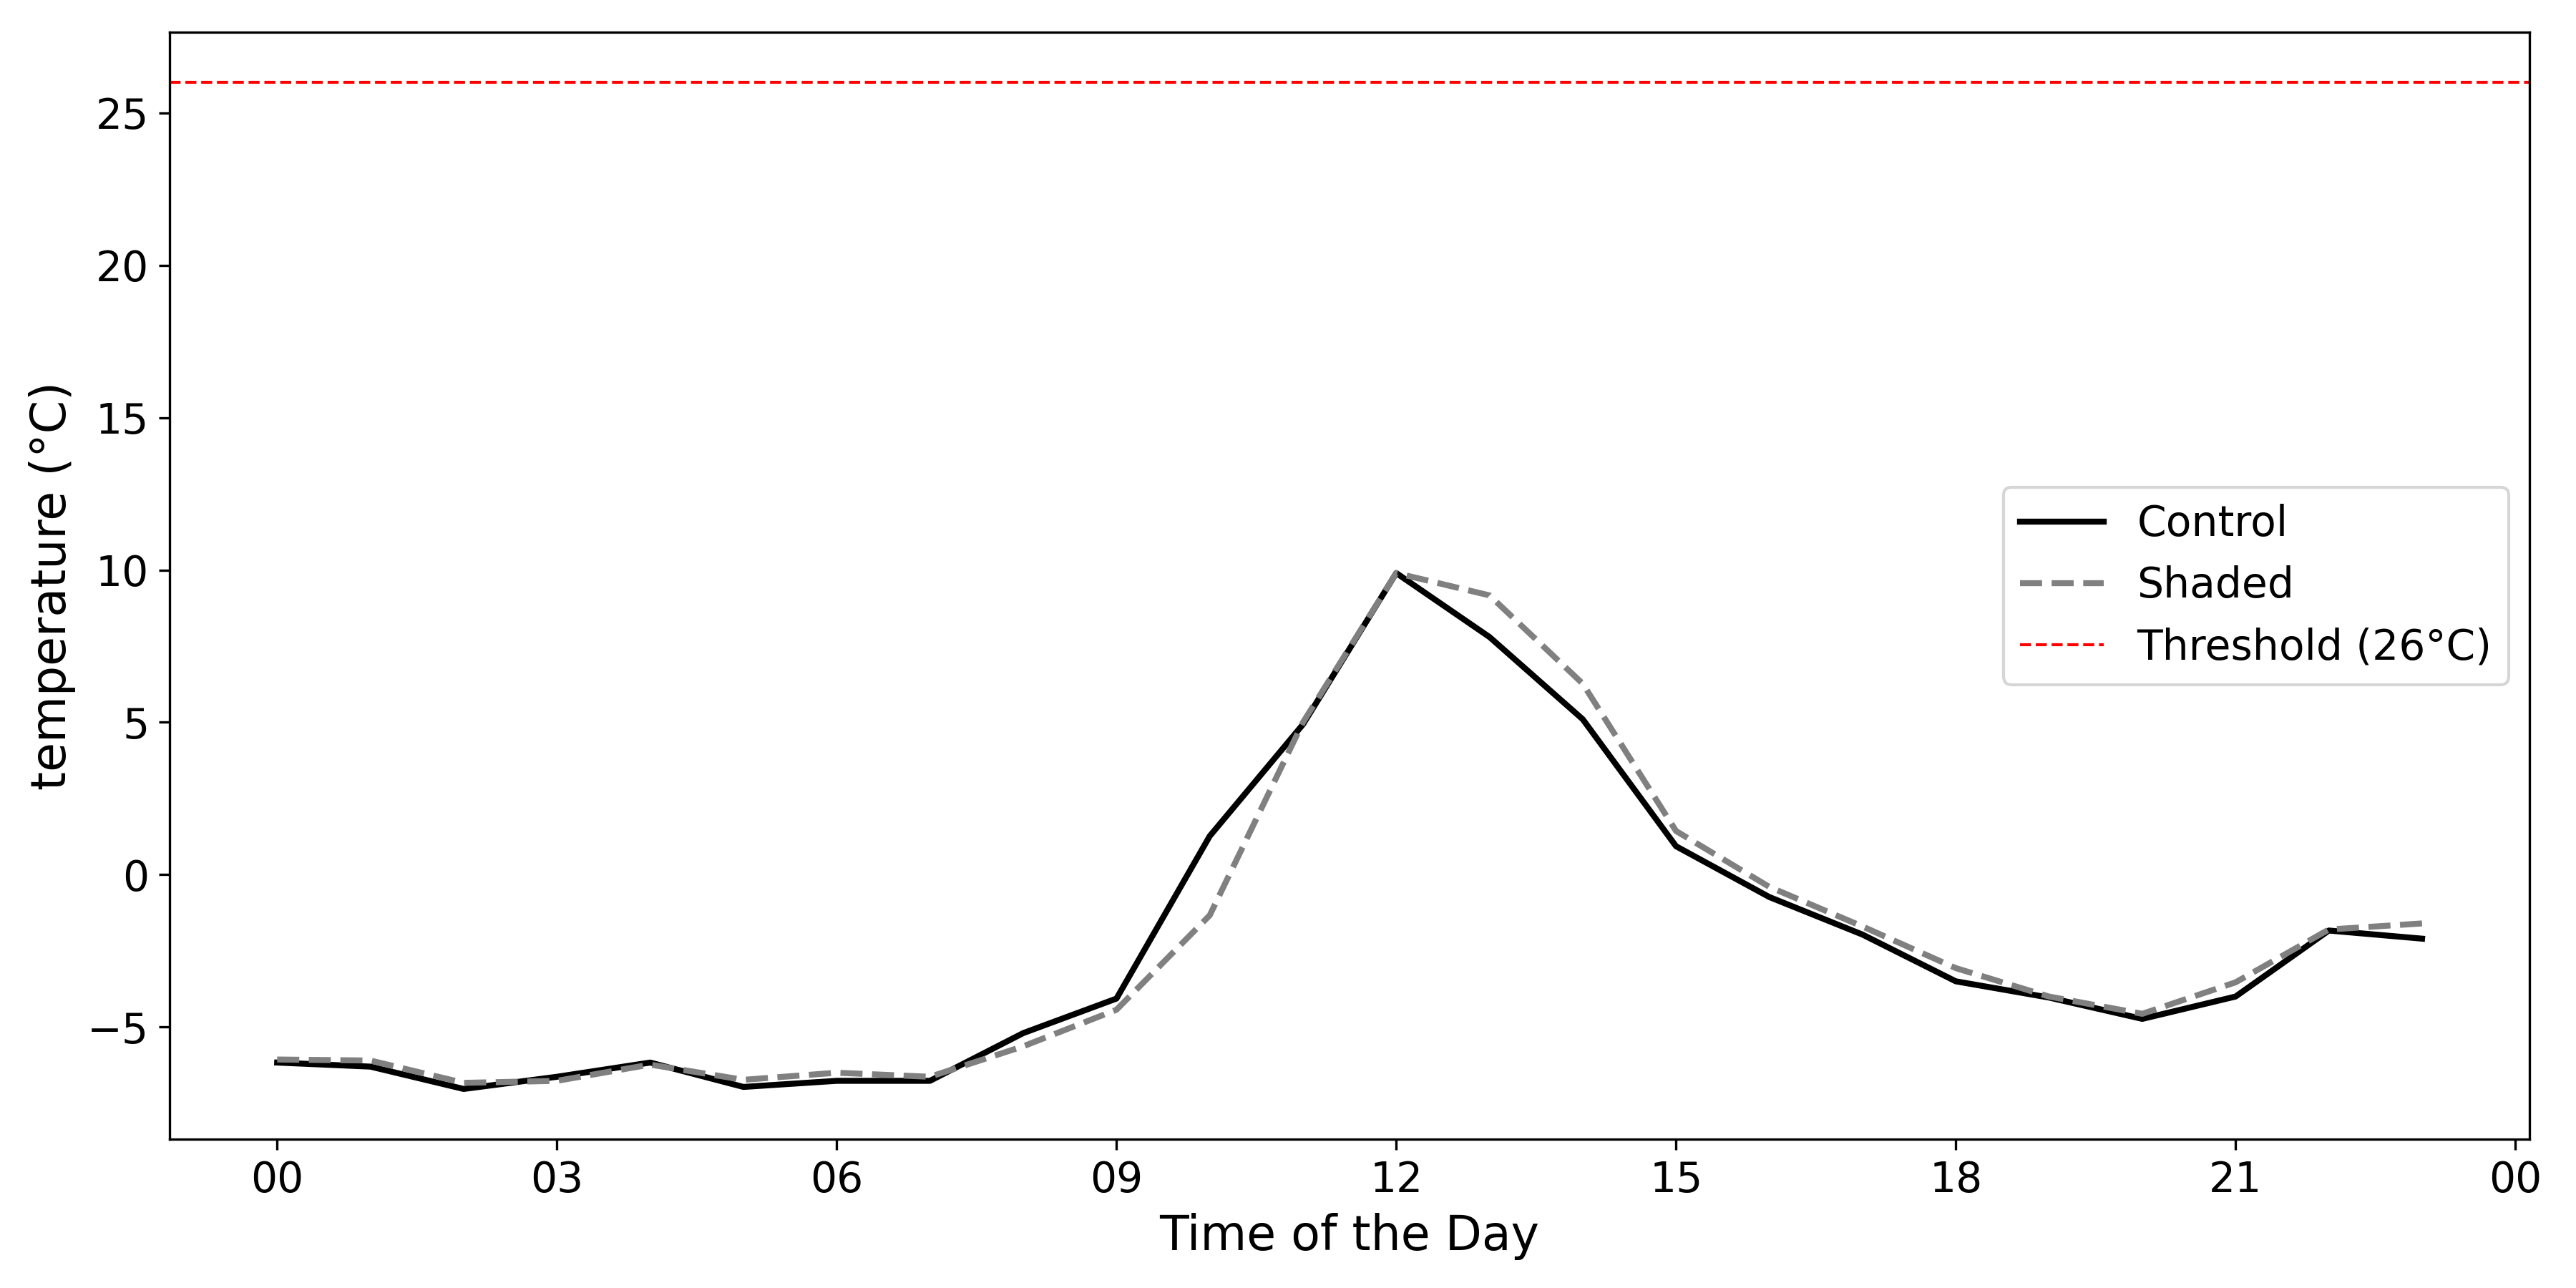 temperature (°C)
25
20
15
10
5
0
−5
Control
Shaded
Threshold (26°C)
00 03 06 09 12 15 18 21 00
Time of the Day